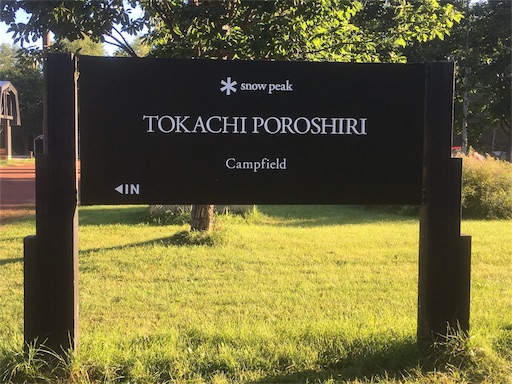 snow peak
TOKACHI POROSHIRI
Campfield
IN